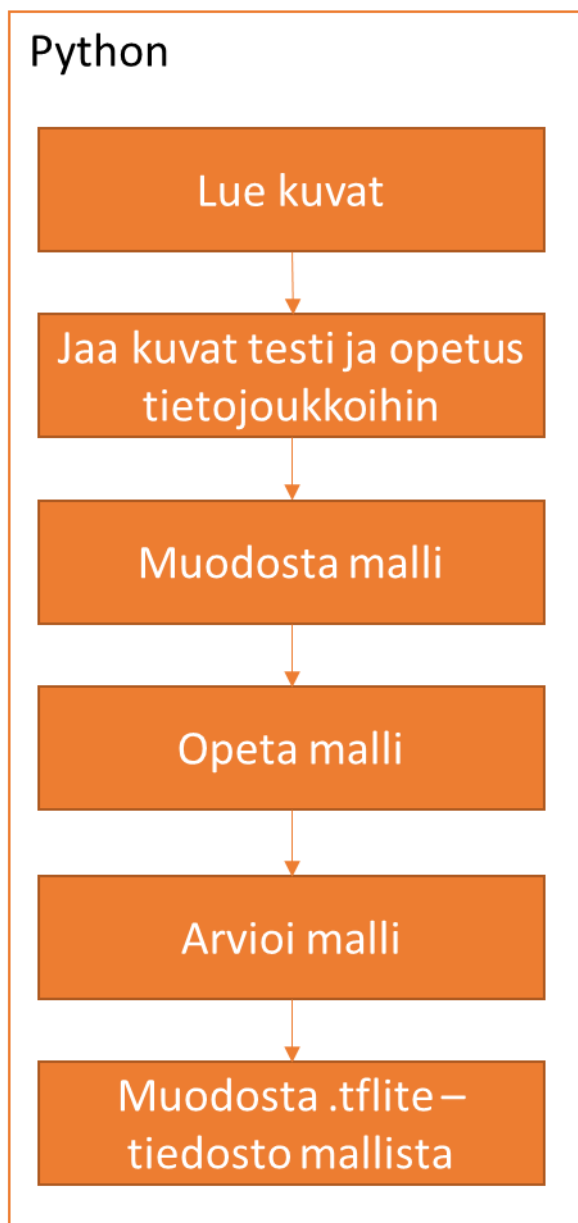 Python
Lue kuvat
Jaa kuvat testi ja opetus
tietojoukkoihin
Muodosta malli
Opeta malli
Arvioi malli
Muodosta .tflite –
tiedosto mallista